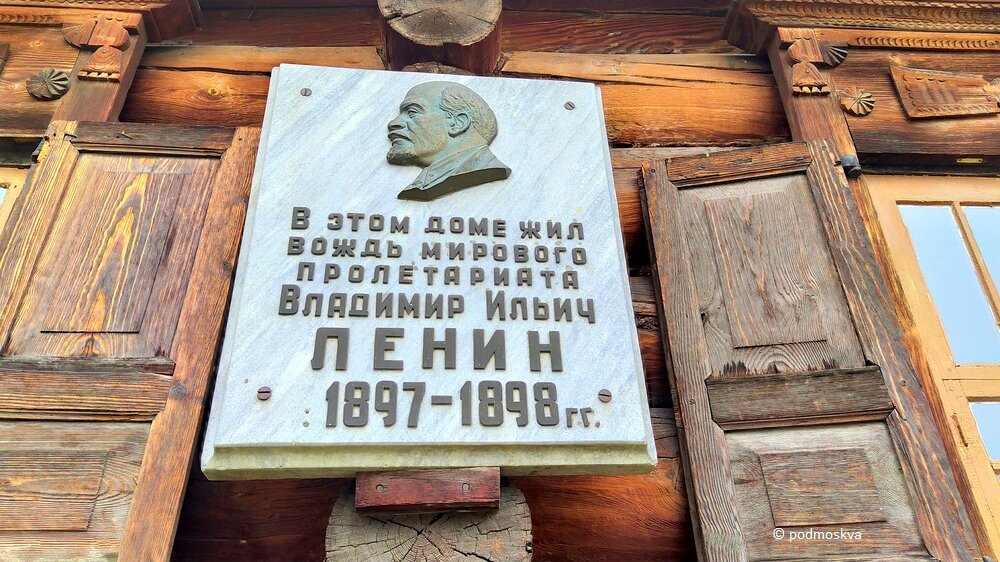 В ЭТОМ ДОМЕ ЖИЛ
ВОЖДЬ МИРОВОГО
ПРОЛЕТАРИАТА
ВЛАДИМИР ИЛЬИЧ
ЛЕНИН
1897-1898 гг.
© podmoskva